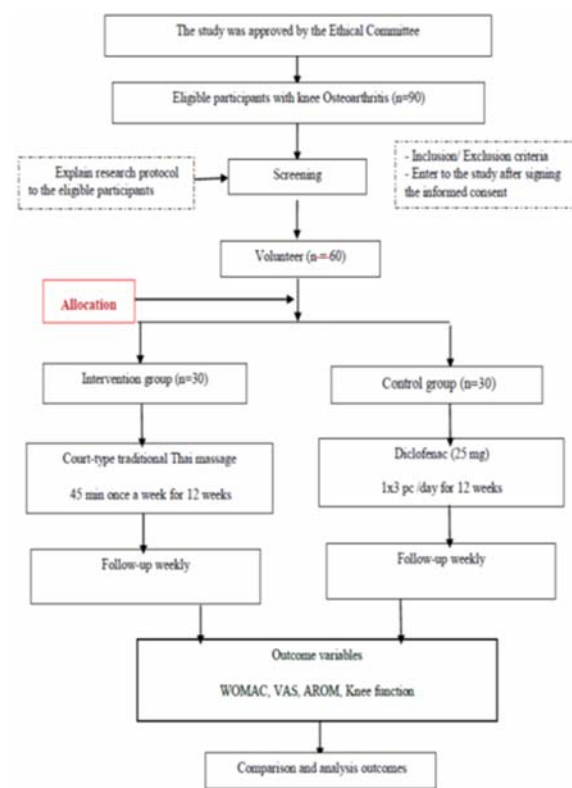 The study was approved by the Ethical Committee
Eligible participants with knee Osteoarthritis (n=90)
Explain research protocol
to the eligible participants
Screening
- Inclusion/ Exclusion criteria
- Enter to the study after signing
the informed consent
Volunteer (n = 60)
Allocation
Intervention group (n=30)
Control group (n=30)
Court-type traditional Thai massage
45 min once a week for 12 weeks
Diclofenac (25 mg)
1x3 pc /day for 12 weeks
Follow-up weekly
Follow-up weekly
Outcome variables
WOMAC, VAS, AROM, Knee function
Comparison and analysis outcomes